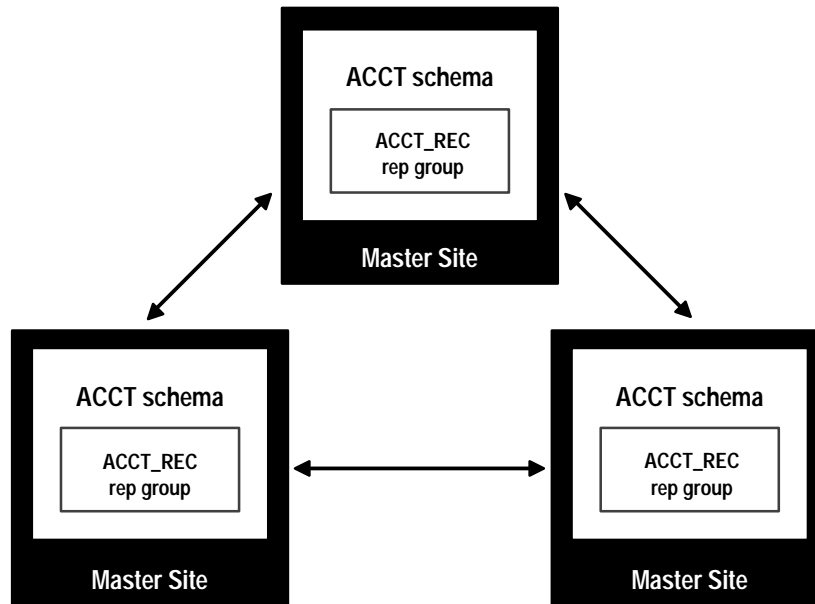 ACCT schema
ACCT_REC
rep group
Master Site
ACCT schema
ACCT_REC
rep group
Master Site
ACCT schema
ACCT_REC
rep group
Master Site